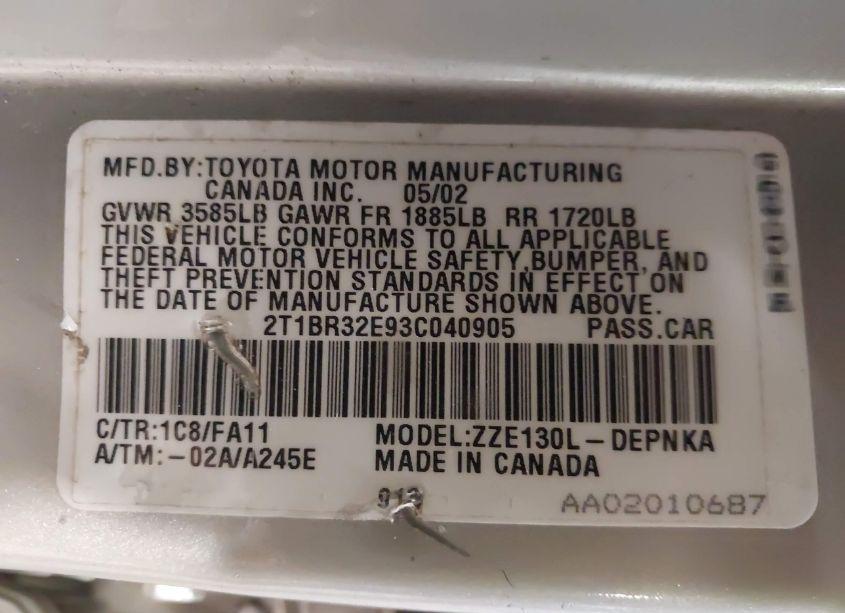 MFD.BY:TOYOTA MOTOR MANUFACTURING
CANADA INC. 05/02
GVWR 3585LB GAWR FR 1885LB RR 1720LB
THIS VEHICLE CONFORMS TO ALL APPLICABLE
FEDERAL MOTOR VEHICLE SAFETY,BUMPER, AND
THEFT PREVENTION STANDARDS IN EFFECT ON
THE DATE OF MANUFACTURE SHOWN ABOVE.
2T1BR32E93C040905 PASS.CAR
C/TR:1C8/FA11 MODEL:ZZE130L-DEPNKA
A/TM:-02A/A245E MADE IN CANADA
AA02010687